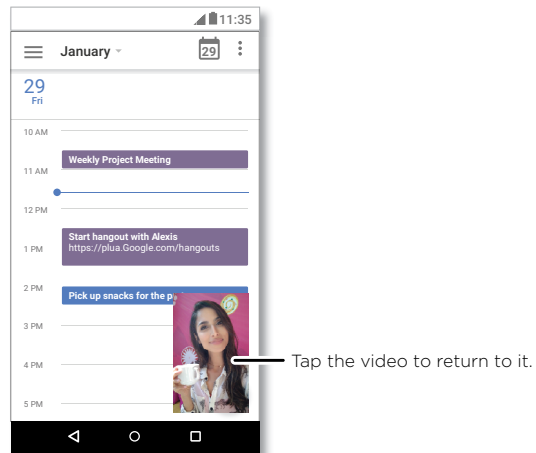 11:35
January
29
29
Fri
10 AM
Weekly Project Meeting
11 AM
12 PM
Start hangout with Alexis
https://plua.Google.com/hangouts
1 PM
2 PM
Pick up snacks for the
3 PM
Tap the video to return to it.
4 PM
5 PM